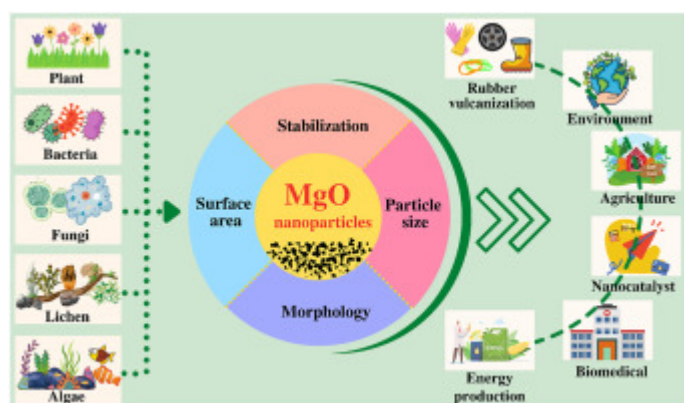 Plant
Bacteria
Fungi
Lichen
Algae
Stabilization
Surface
area
MgO
nanoparticles
Particle
size
Morphology
Rubber
vulcanization
Environment
Agriculture
Nanocatalyst
Biomedical
Energy
production